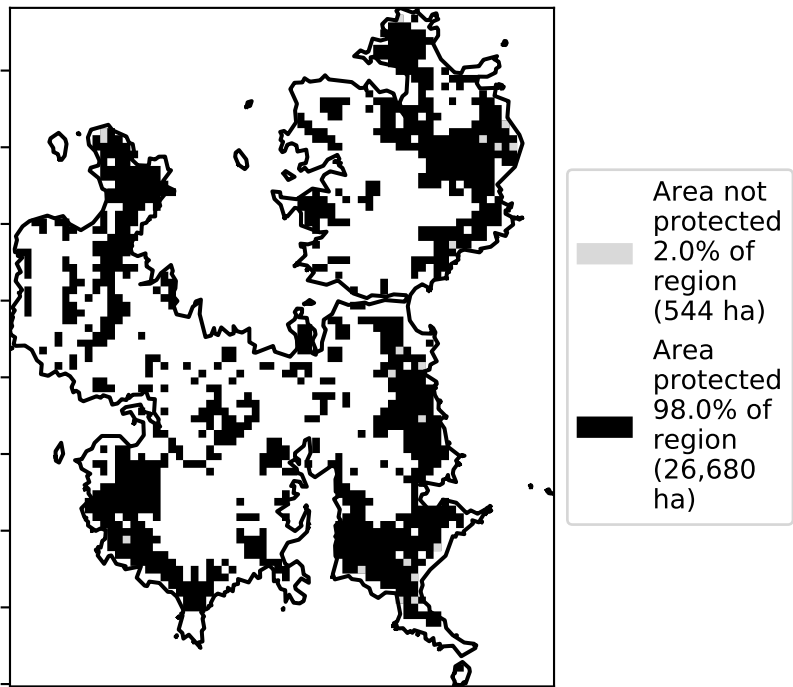 Area not
protected
2.0% of
region
(544 ha)
Area
protected
98.0% of
region
(26,680
ha)